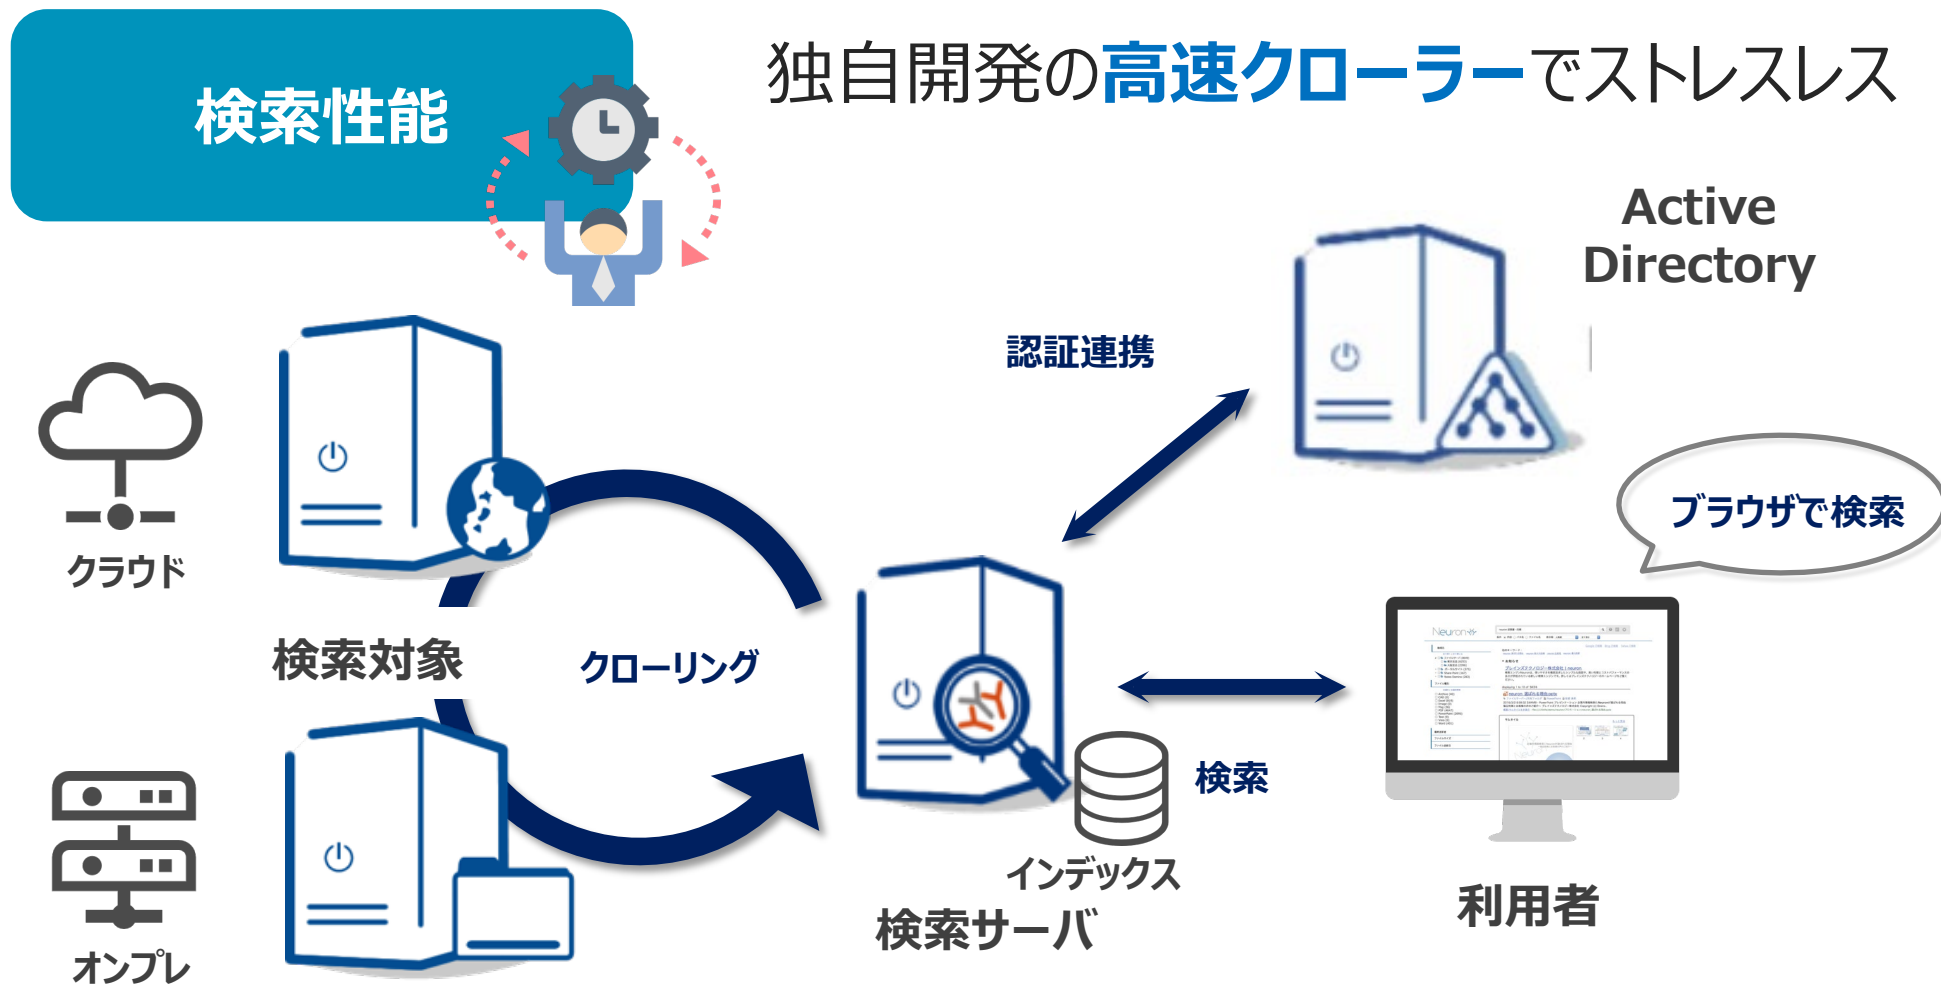 検索性能
独自開発の高速クローラーでストレスレス
Active
Directory
認証連携
ブラウザで検索
クラウド
検索対象
クローリング
Neuron
検索
インデックス
検索サーバ
利用者
オンプレ